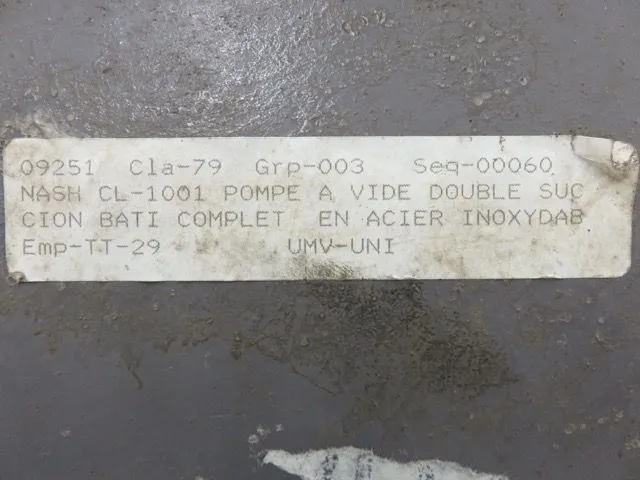 09251 Cla-79 Grp-003 Seq-00060
NASH CL-1001 POMPE A VIDE DOUBLE SUC
CION BATI COMPLET EN ACIER INOXYDAB
Emp-TT-29 UMV-UNI